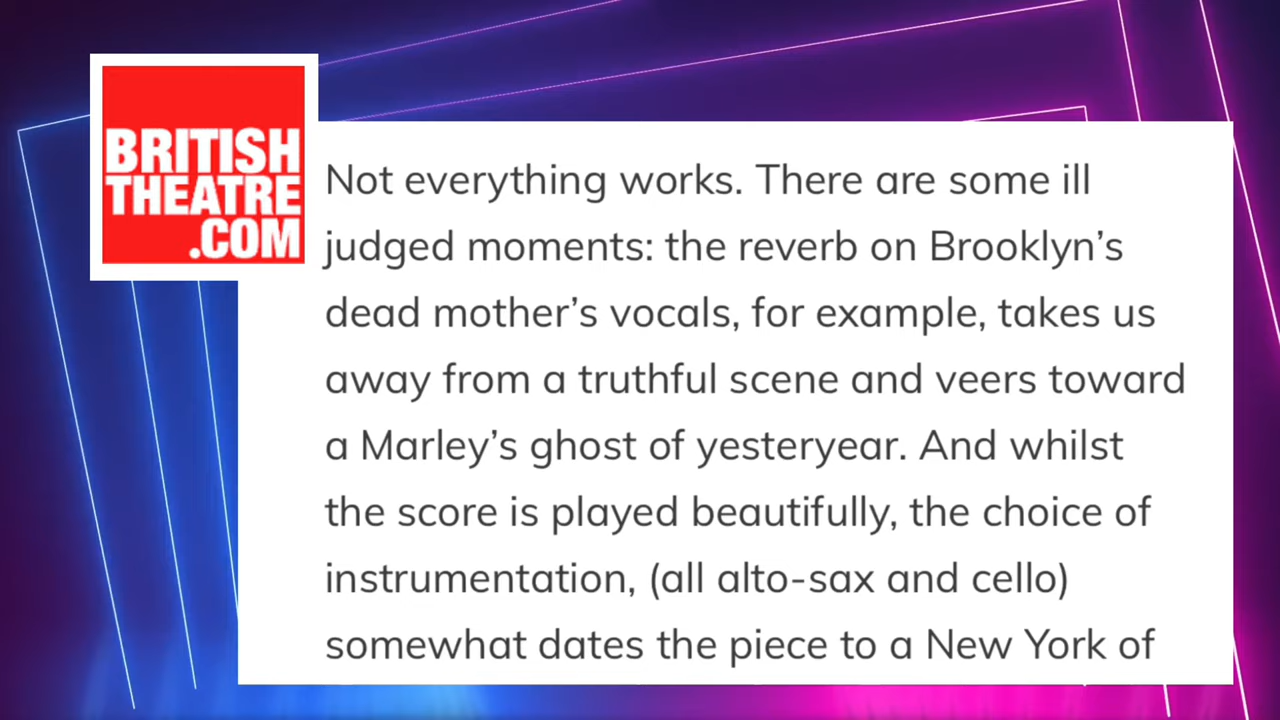 BRITISH
THEATRE
.COM
Not everything works. There are some ill
judged moments: the reverb on Brooklyn’s
dead mother’s vocals, for example, takes us
away from a truthful scene and veers toward
a Marley’s ghost of yesteryear. And whilst
the score is played beautifully, the choice of
instrumentation, (all alto-sax and cello)
somewhat dates the piece to a New York of